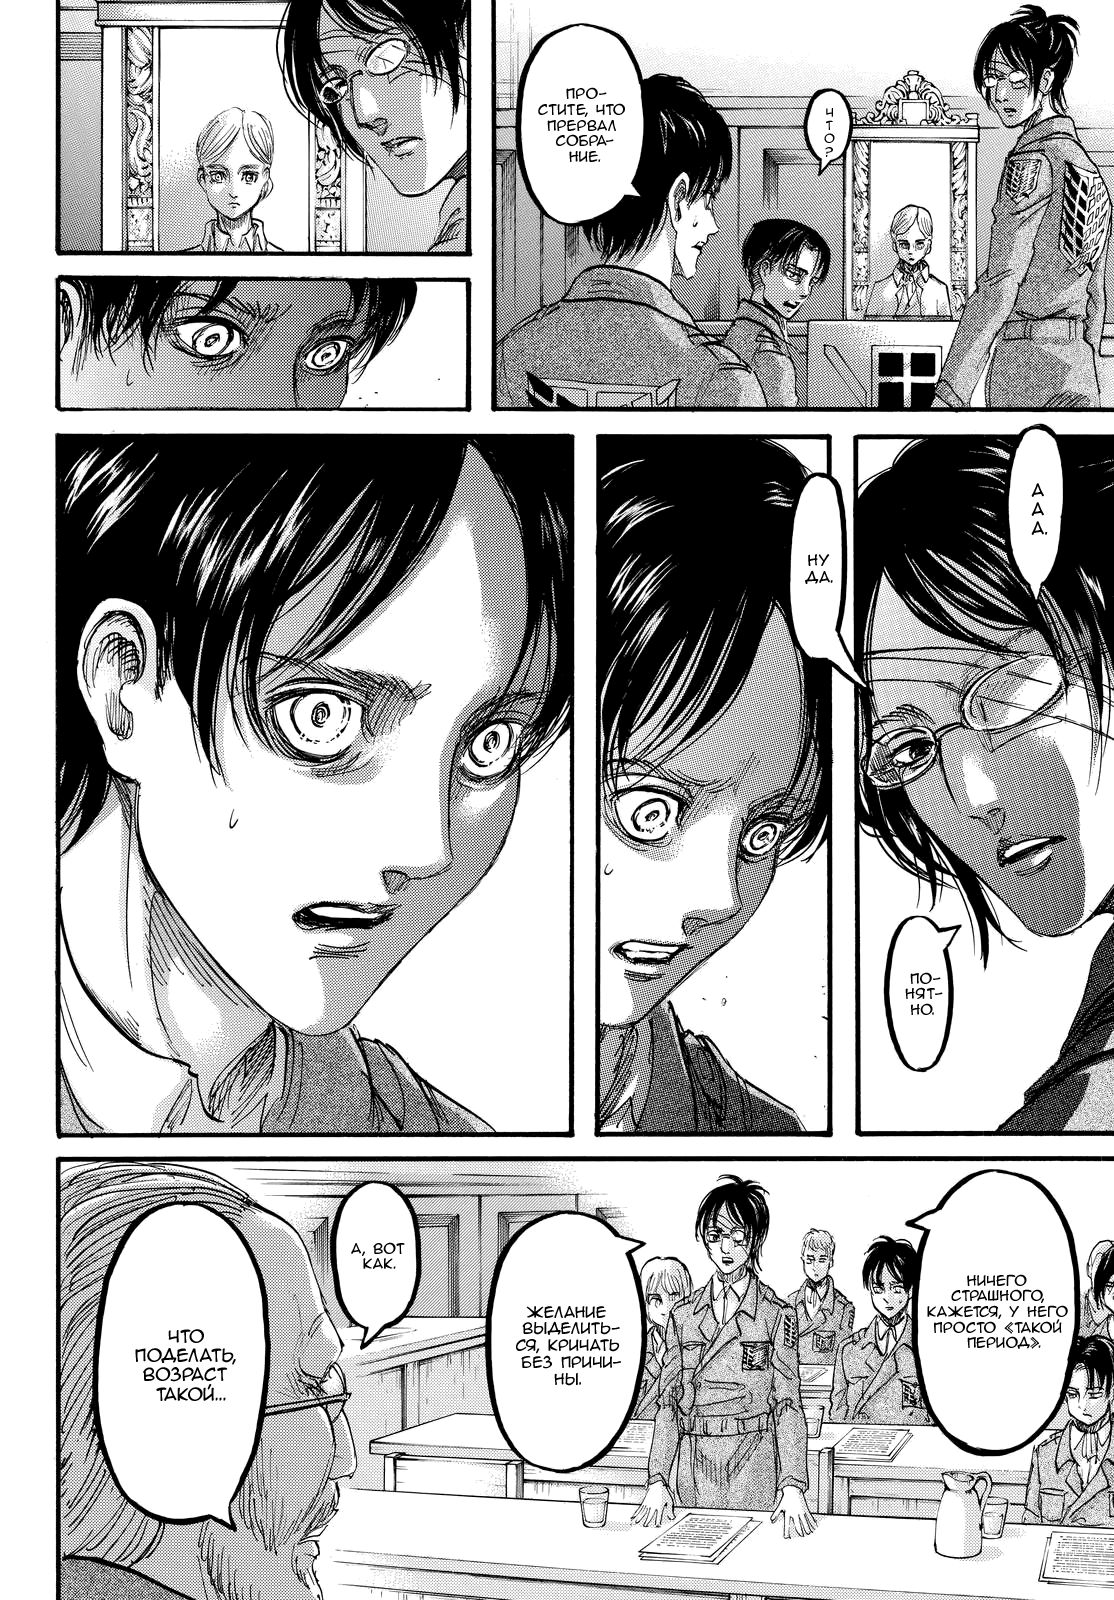 ЧТО?
ПРО-
СТИТЕ, ЧТО
ПРЕРВАЛ
СОБРА-
НИЕ.
ААА.
НУ
ДА.
ПО-
НЯТ-
НО.
НИЧЕГО
СТРАШНОГО,
КАЖЕТСЯ, У НЕГО
ПРОСТО «ТАКОЙ
ПЕРИОД».
ЖЕЛАНИЕ
ВЫДЕЛИТЬ-
СЯ, КРИЧАТЬ
БЕЗ ПРИЧИ-
НЫ.
А, ВОТ
КАК.
ЧТО
ПОДЕЛАТЬ,
ВОЗРАСТ
ТАКОЙ...